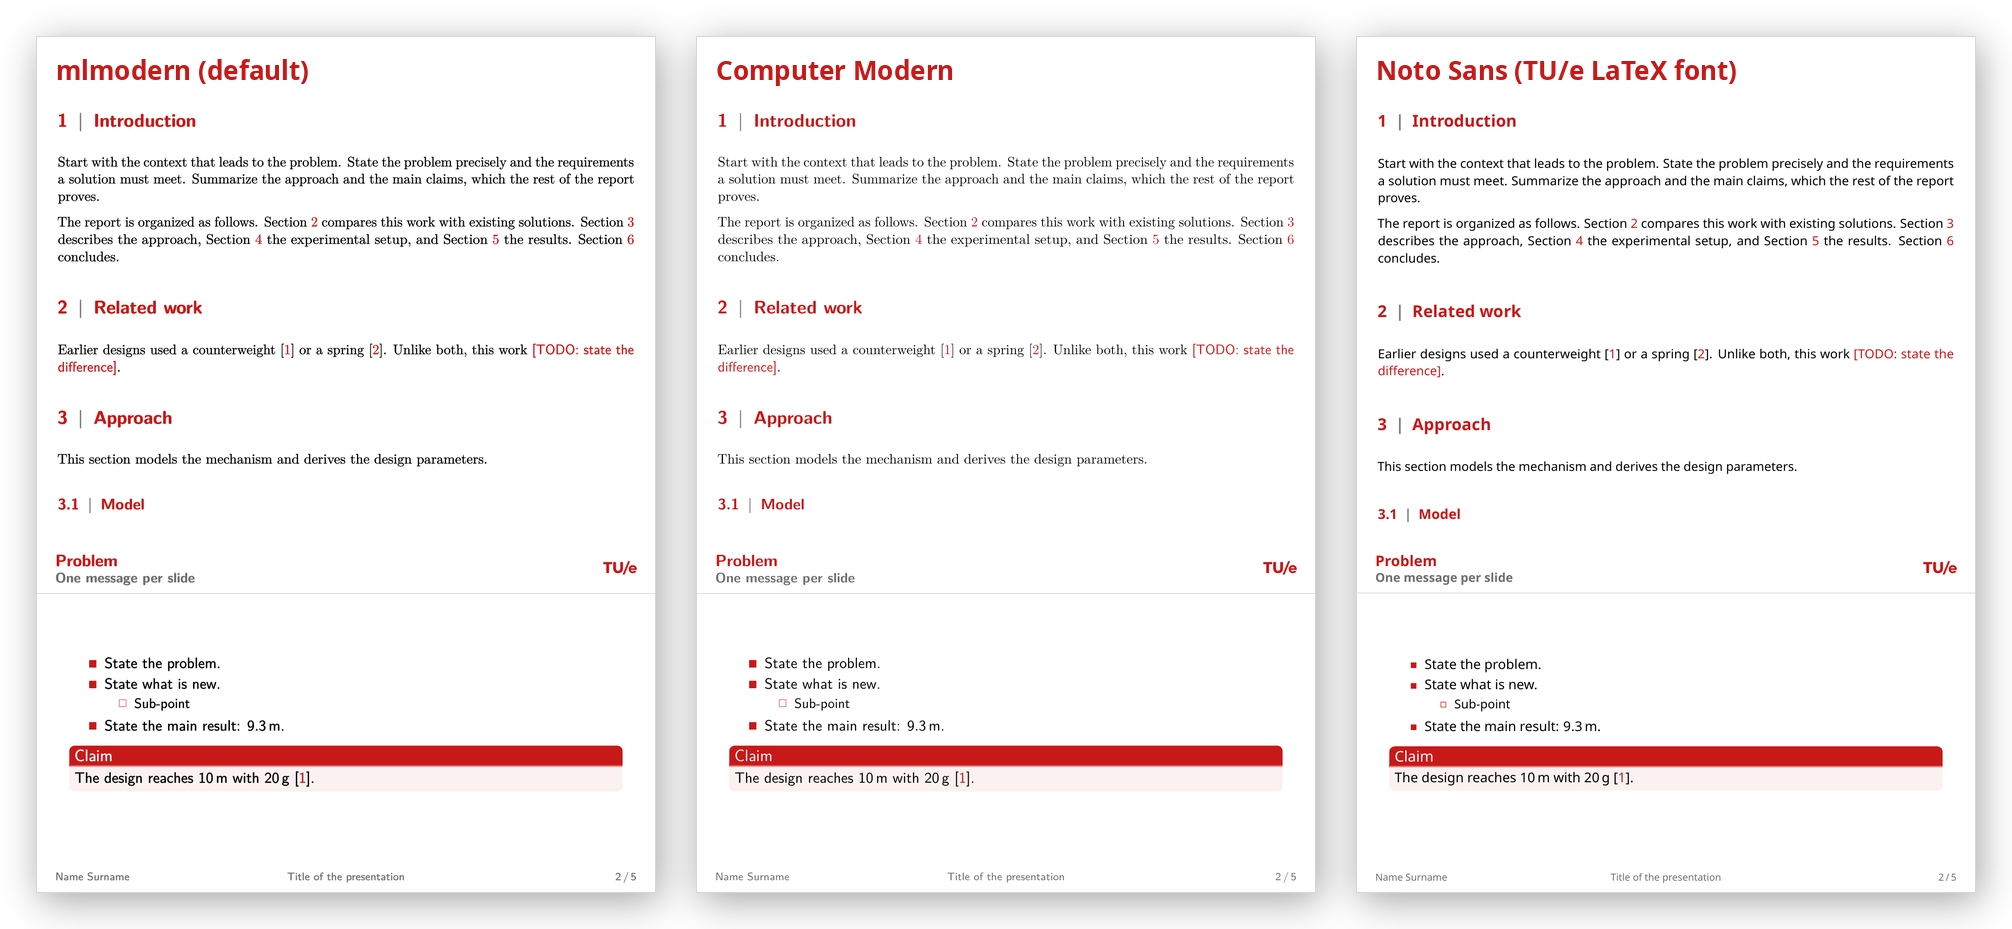 mlmodern (default)
1 | Introduction
Start with the context that leads to the problem. State the problem precisely and the requirements
a solution must meet. Summarize the approach and the main claims, which the rest of the report
proves.
The report is organized as follows. Section 2 compares this work with existing solutions. Section 3
describes the approach, Section 4 the experimental setup, and Section 5 the results. Section 6
concludes.
2 | Related work
Earlier designs used a counterweight [1] or a spring [2]. Unlike both, this work [TODO: state the
difference].
3 | Approach
This section models the mechanism and derives the design parameters.
3.1 | Model
Problem
One message per slide
TU/e
State the problem.
State what is new.
Sub-point
State the main result: 9.3 m.
Claim
The design reaches 10 m with 20 g [1].
Name Surname
Title of the presentation
2 / 5
Computer Modern
1 | Introduction
Start with the context that leads to the problem. State the problem precisely and the requirements
a solution must meet. Summarize the approach and the main claims, which the rest of the report
proves.
The report is organized as follows. Section 2 compares this work with existing solutions. Section 3
describes the approach, Section 4 the experimental setup, and Section 5 the results. Section 6
concludes.
2 | Related work
Earlier designs used a counterweight [1] or a spring [2]. Unlike both, this work [TODO: state the
difference].
3 | Approach
This section models the mechanism and derives the design parameters.
3.1 | Model
Problem
One message per slide
TU/e
State the problem.
State what is new.
Sub-point
State the main result: 9.3 m.
Claim
The design reaches 10 m with 20 g [1].
Name Surname
Title of the presentation
2 / 5
Noto Sans (TU/e LaTeX font)
1 | Introduction
Start with the context that leads to the problem. State the problem precisely and the requirements
a solution must meet. Summarize the approach and the main claims, which the rest of the report
proves.
The report is organized as follows. Section 2 compares this work with existing solutions. Section 3
describes the approach, Section 4 the experimental setup, and Section 5 the results. Section 6
concludes.
2 | Related work
Earlier designs used a counterweight [1] or a spring [2]. Unlike both, this work [TODO: state the
difference].
3 | Approach
This section models the mechanism and derives the design parameters.
3.1 | Model
Problem
One message per slide
TU/e
State the problem.
State what is new.
Sub-point
State the main result: 9.3 m.
Claim
The design reaches 10 m with 20 g [1].
Name Surname
Title of the presentation
2 / 5